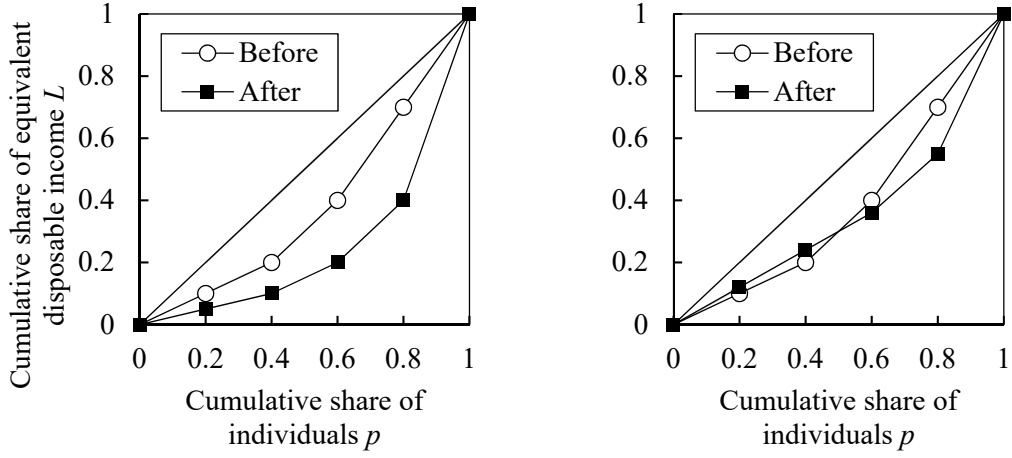 Cumulative share of equivalent
disposable income L
1
0.8
0.6
0.4
0.2
0
Before
After
0 0.2 0.4 0.6 0.8 1
Cumulative share of
individuals p
1
0.8
0.6
0.4
0.2
0
Before
After
0 0.2 0.4 0.6 0.8 1
Cumulative share of
individuals p